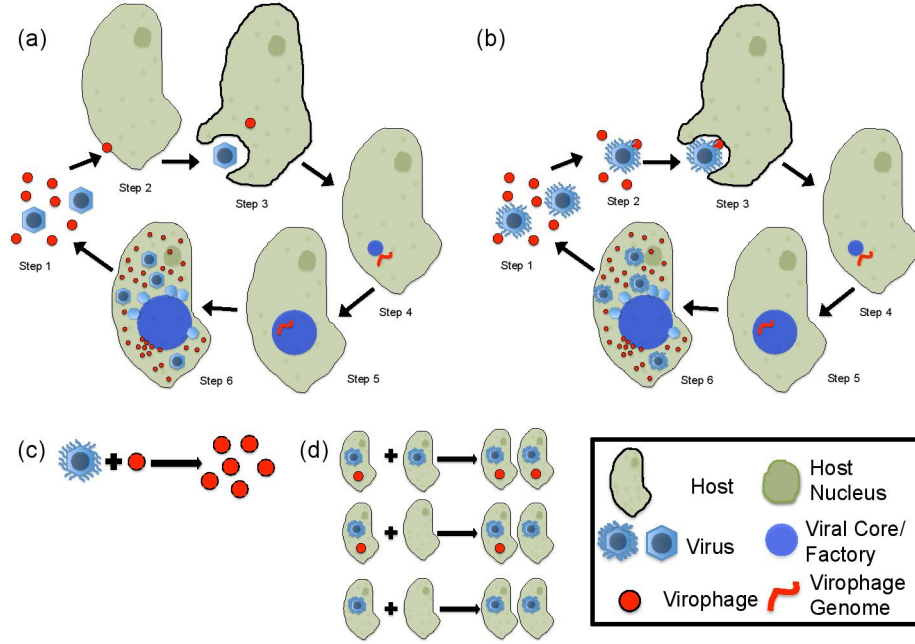 (a)
Step 1
Step 2
Step 3
Step 4
Step 5
Step 6
(b)
Step 1
Step 2
Step 3
Step 4
Step 5
Step 6
(c)
(d)
Host
Host
Nucleus
Virus
Viral Core/
Factory
Virophage
Virophage
Genome